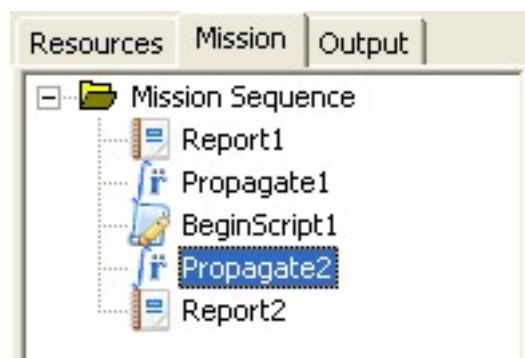 Resources Mission Output
Mission Sequence
Report1
Propagate1
BeginScript1
Propagate2
Report2